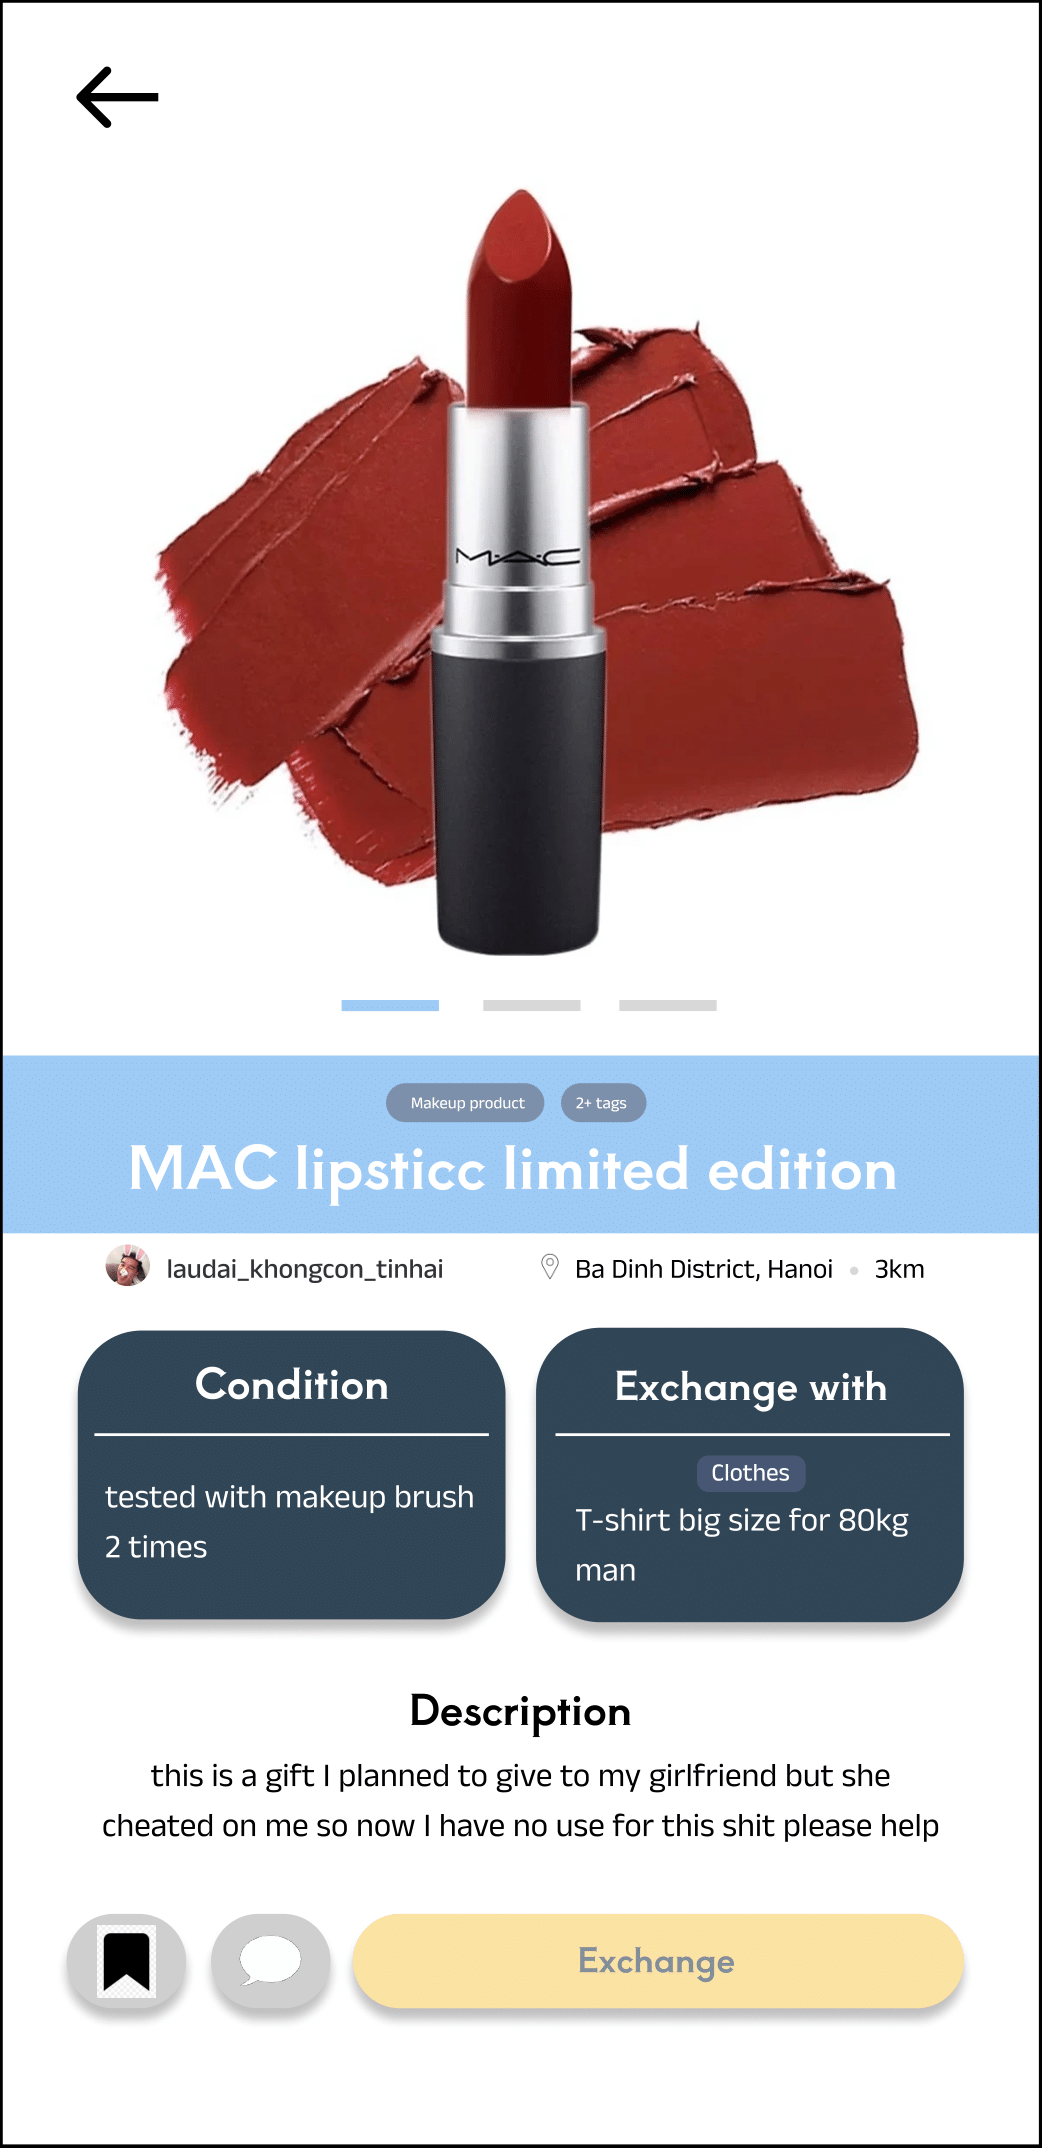 MAC
Makeup product
2+ tags
MAC lipsticc limited edition
laudai_khongcon_tinhai
Ba Dinh District, Hanoi
3km
Condition
tested with makeup brush
2 times
Exchange with
Clothes
T-shirt big size for 80kg
man
Description
this is a gift I planned to give to my girlfriend but she
cheated on me so now I have no use for this shit please help
Exchange